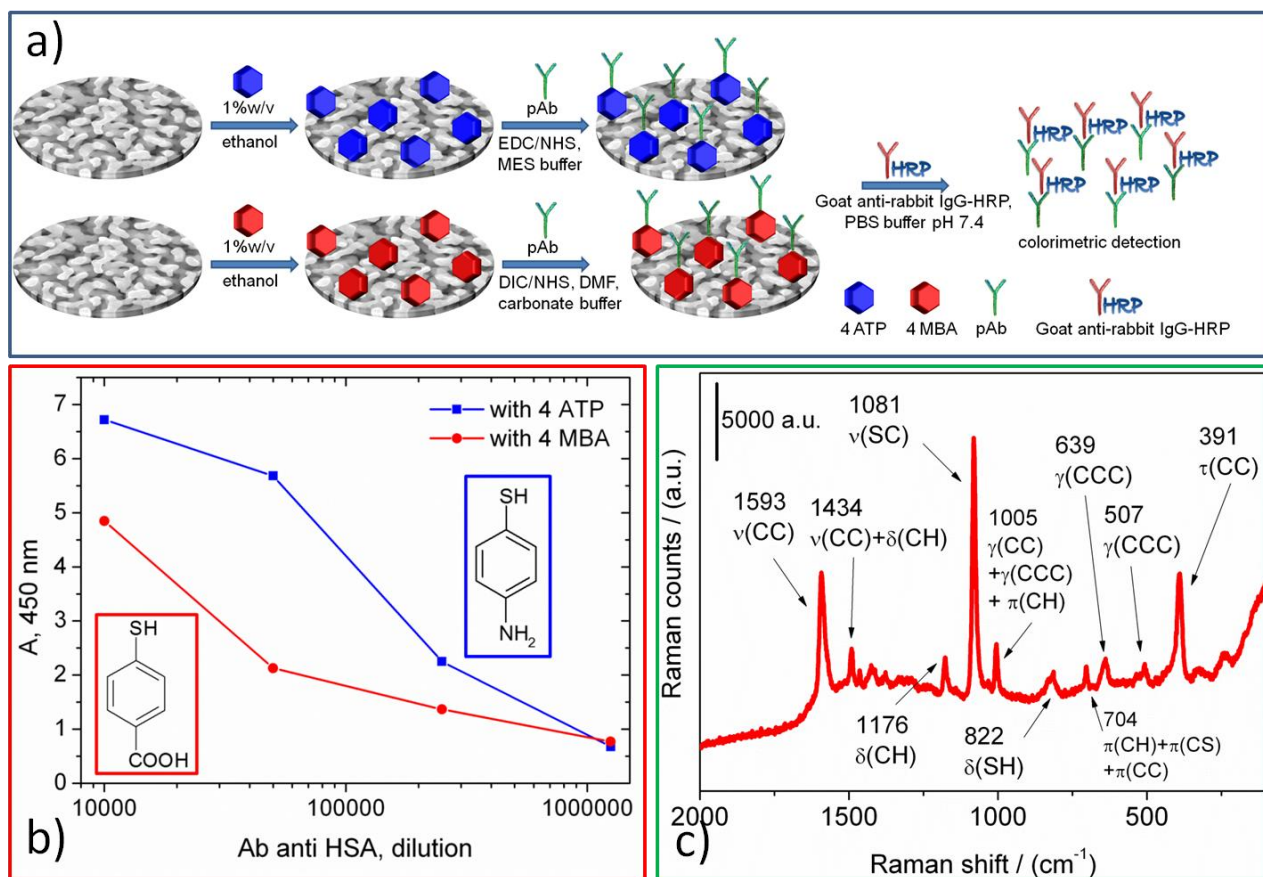 a)
1%w/v
ethanol
pAb
EDC/NHS,
MES buffer
HRP
Goat anti-rabbit IgG-HRP,
PBS buffer pH 7.4
HRP HRP HRP
HRP
HRP HRP HRP
colorimetric detection
1%w/v
ethanol
pAb
DIC/NHS, DMF,
carbonate buffer
4 ATP
4 MBA
pAb
HRP
Goat anti-rabbit IgG-HRP
b)
A, 450 nm
7
6
5
4
3
2
1
0
10000
100000
1000000
Ab anti HSA, dilution
with 4 ATP
with 4 MBA
SH
NH2
SH
COOH
c)
Raman counts / (a.u.)
5000 a.u.
1593
ν(CC)
1434
ν(CC)+δ(CH)
1081
ν(SC)
1005
γ(CC)
+γ(CCC)
+ π(CH)
639
γ(CCC)
507
γ(CCC)
391
τ(CC)
1176
δ(CH)
822
δ(SH)
704
π(CH)+π(CS)
+π(CC)
2000
1500
1000
500
Raman shift / (cm⁻¹)